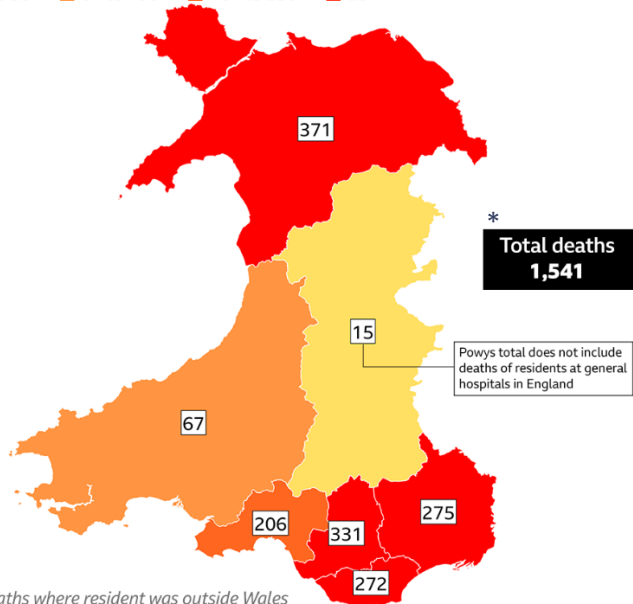 371
*
Total deaths
1,541
15
Powys total does not include
deaths of residents at general
hospitals in England
67
206
331
275
272
where resident was outside Wales